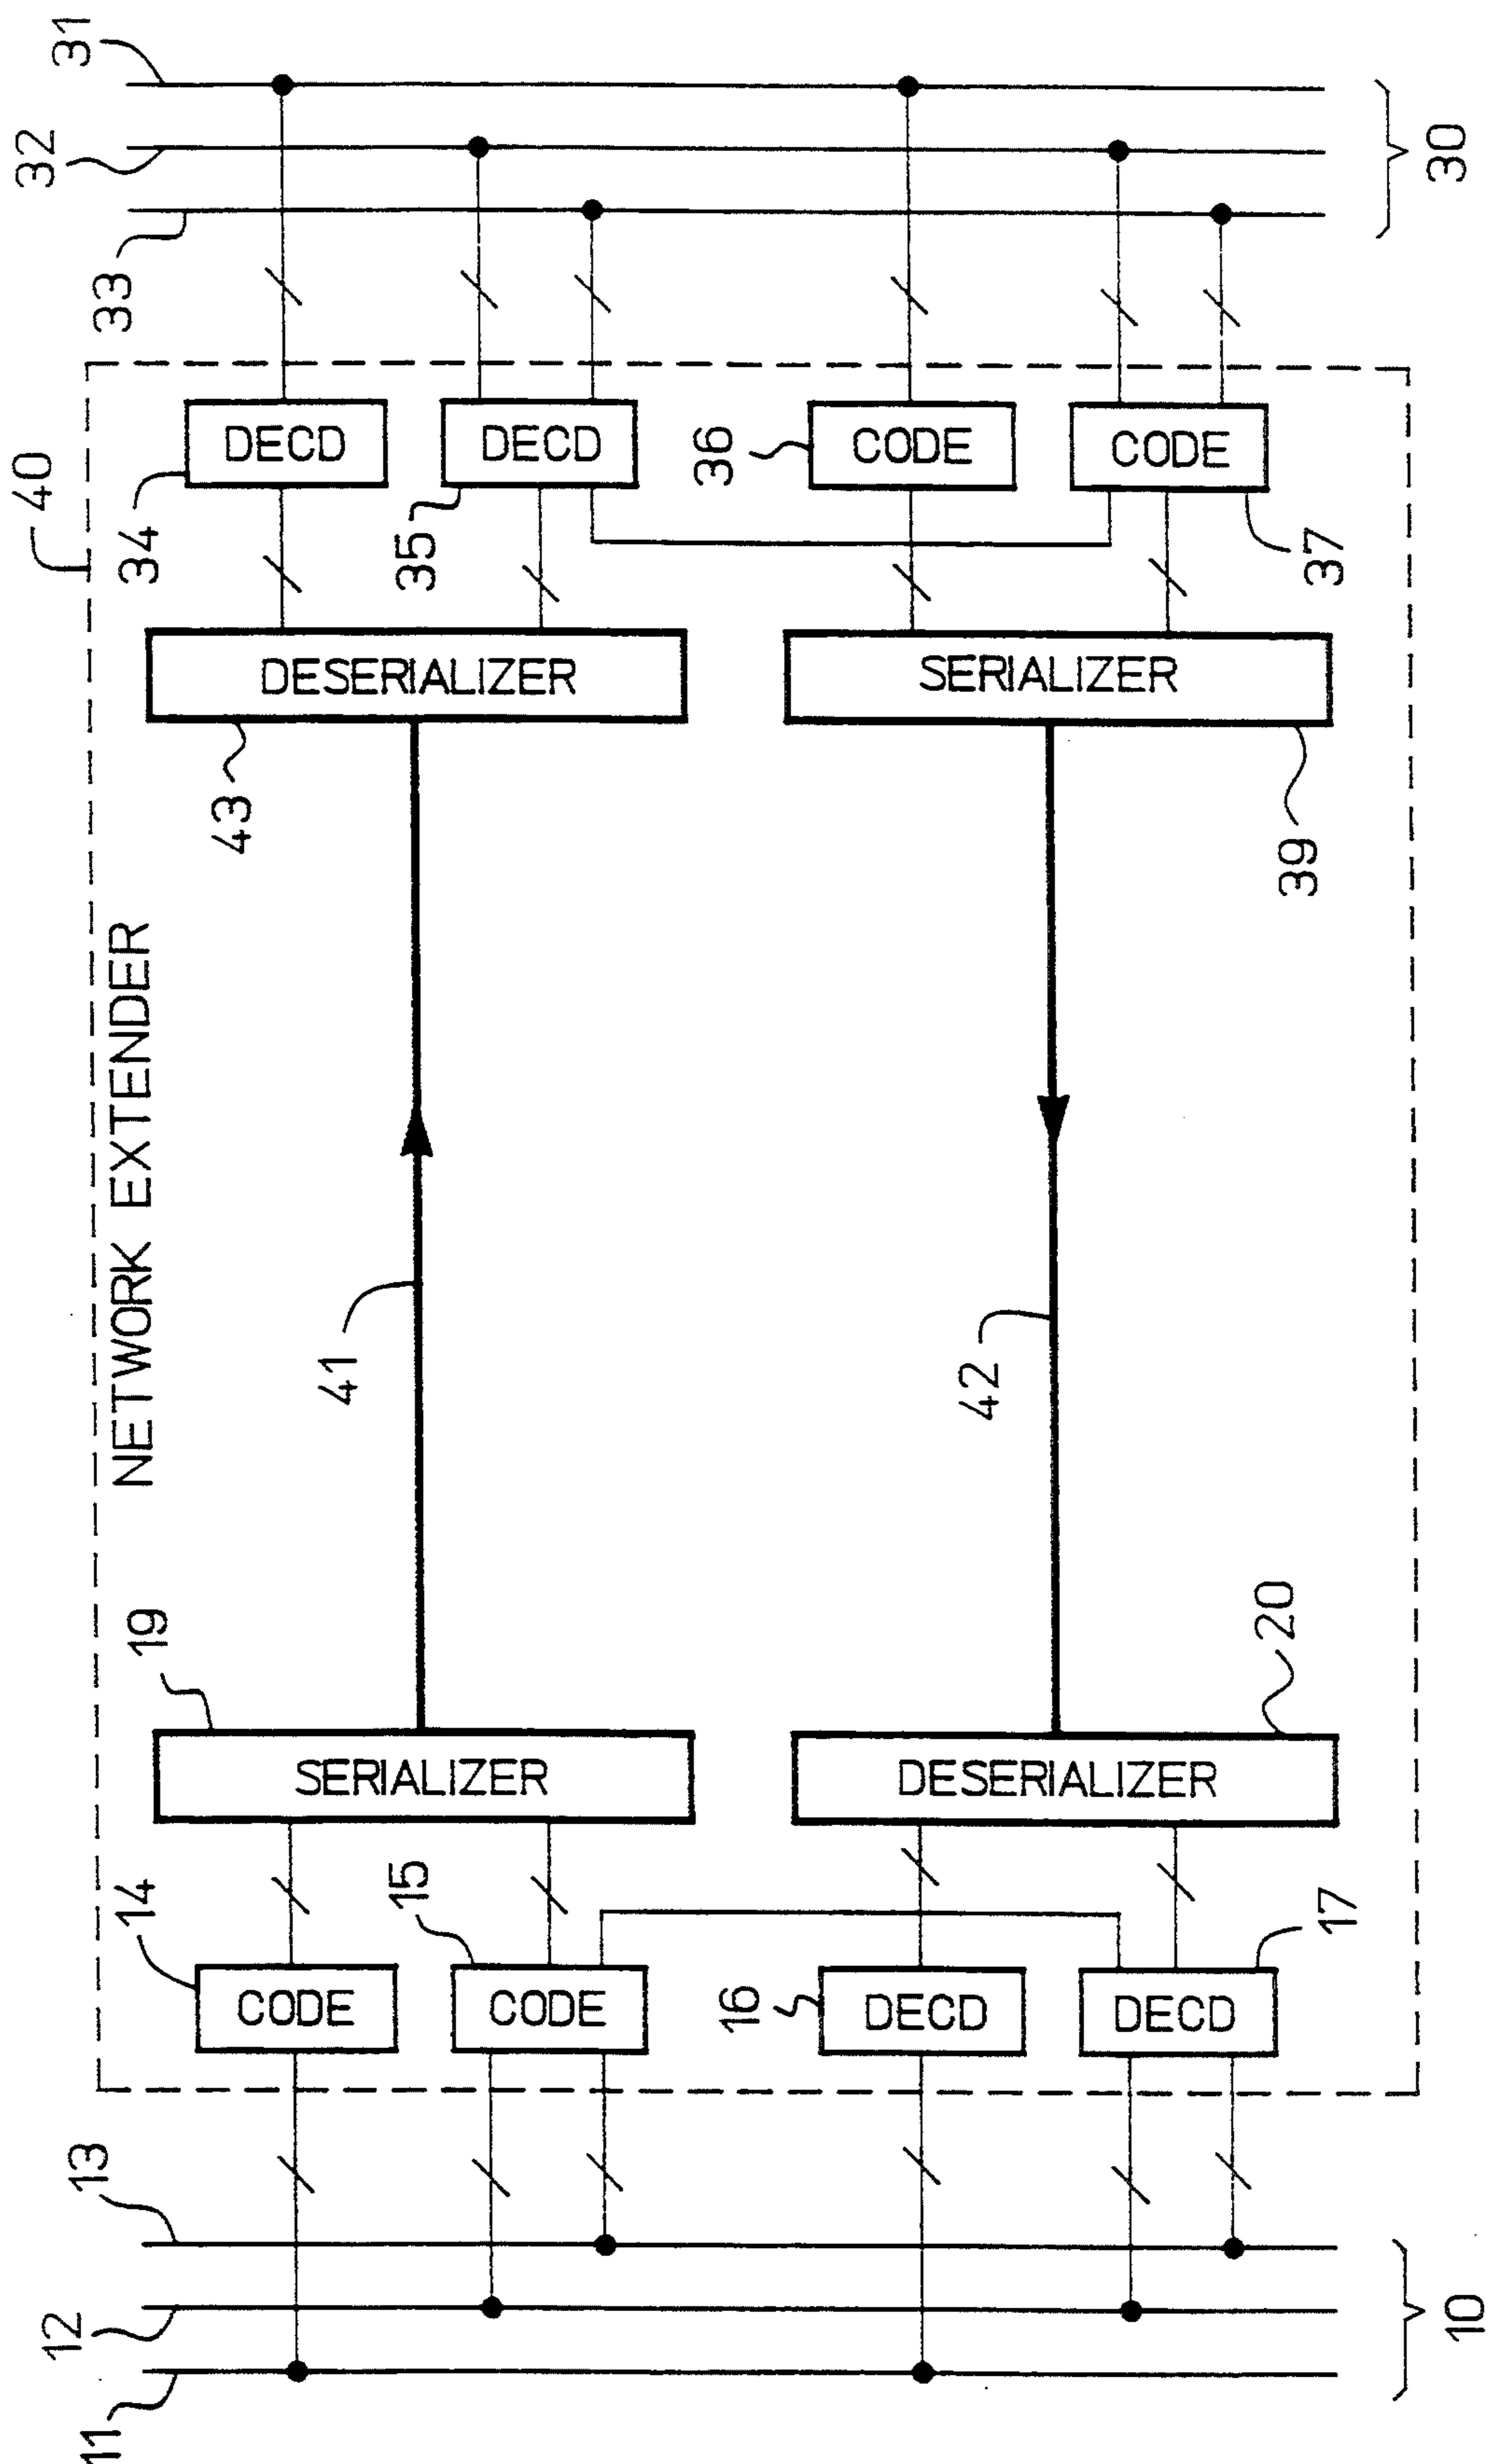 11
12
13
14
19
NETWORK EXTENDER
40
34
33
32
31
CODE
SERIALIZER
41
43
DESERIALIZER
DECD
15
CODE
35
DECD
16
DECD
DESERIALIZER
20
42
39
SERIALIZER
36
CODE
17
DECD
37
CODE
10
30